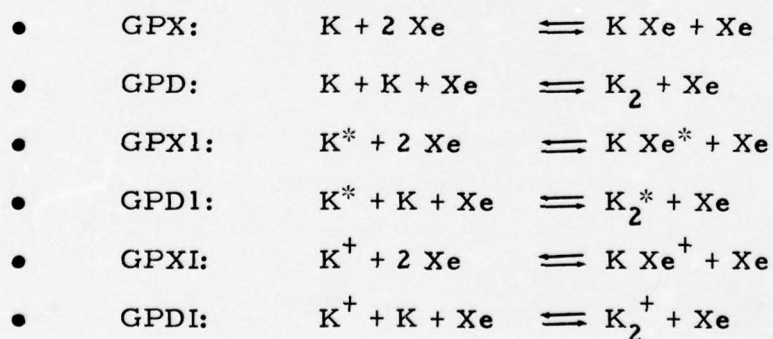 • GPX: K + 2 Xe ⇌ K Xe + Xe
• GPD: K + K + Xe ⇌ K₂ + Xe
• GPX1: K* + 2 Xe ⇌ K Xe* + Xe
• GPD1: K* + K + Xe ⇌ K₂* + Xe
• GPXI: K⁺ + 2 Xe ⇌ K Xe⁺ + Xe
• GPDI: K⁺ + K + Xe ⇌ K₂⁺ + Xe